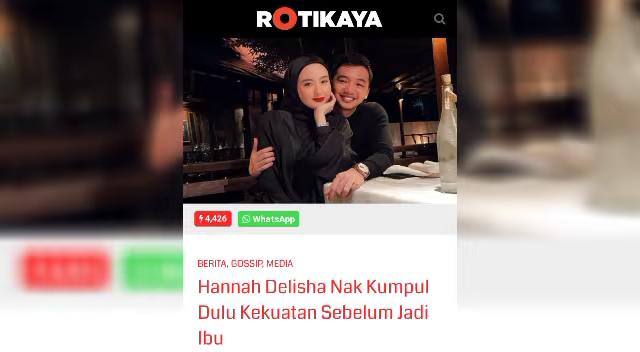 ROTIKAYA
4,426
WhatsApp
BERITA, GOSSIP, MEDIA
Hannah Delisha Nak Kumpul
Dulu Kekuatan Sebelum Jadi
Ibu